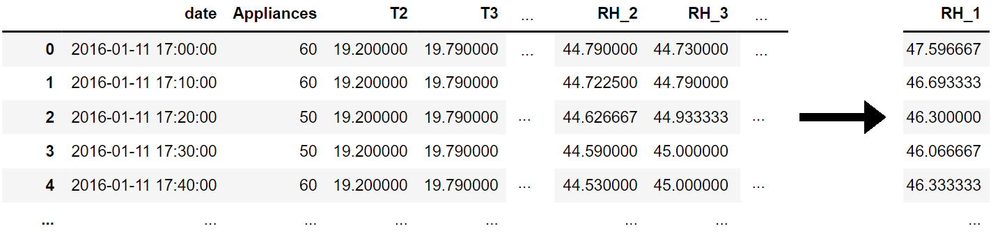 date Appliances T2 T3 ... RH_2 RH_3 ... RH_1
0 2016-01-11 17:00:00 60 19.200000 19.790000 ... 44.790000 44.730000 ... 47.596667
1 2016-01-11 17:10:00 60 19.200000 19.790000 44.722500 44.790000 46.693333
2 2016-01-11 17:20:00 50 19.200000 19.790000 ... 44.626667 44.933333 ... 46.300000
3 2016-01-11 17:30:00 50 19.200000 19.790000 44.590000 45.000000 46.066667
4 2016-01-11 17:40:00 60 19.200000 19.790000 ... 44.530000 45.000000 ... 46.333333
... ... ... ... ... ... ... ...